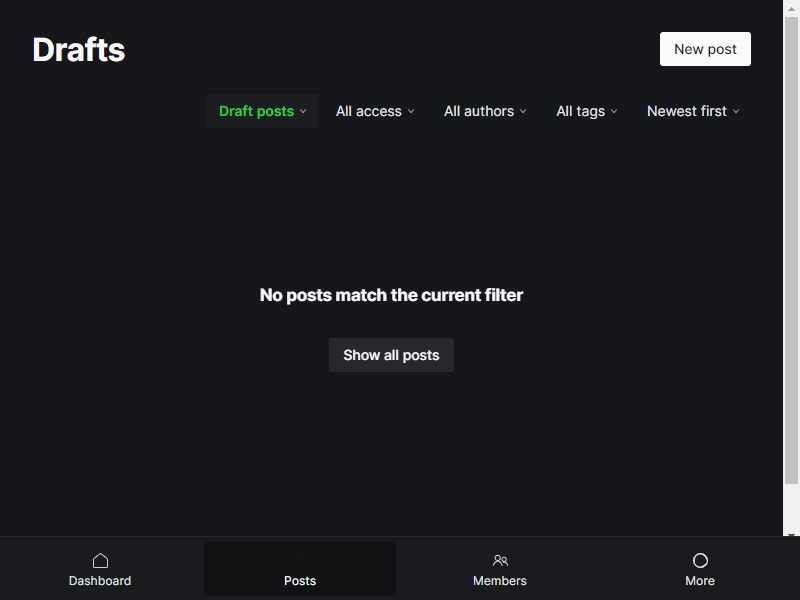 Drafts
New post
Draft posts All access All authors All tags Newest first
No posts match the current filter
Show all posts
Dashboard Posts Members More